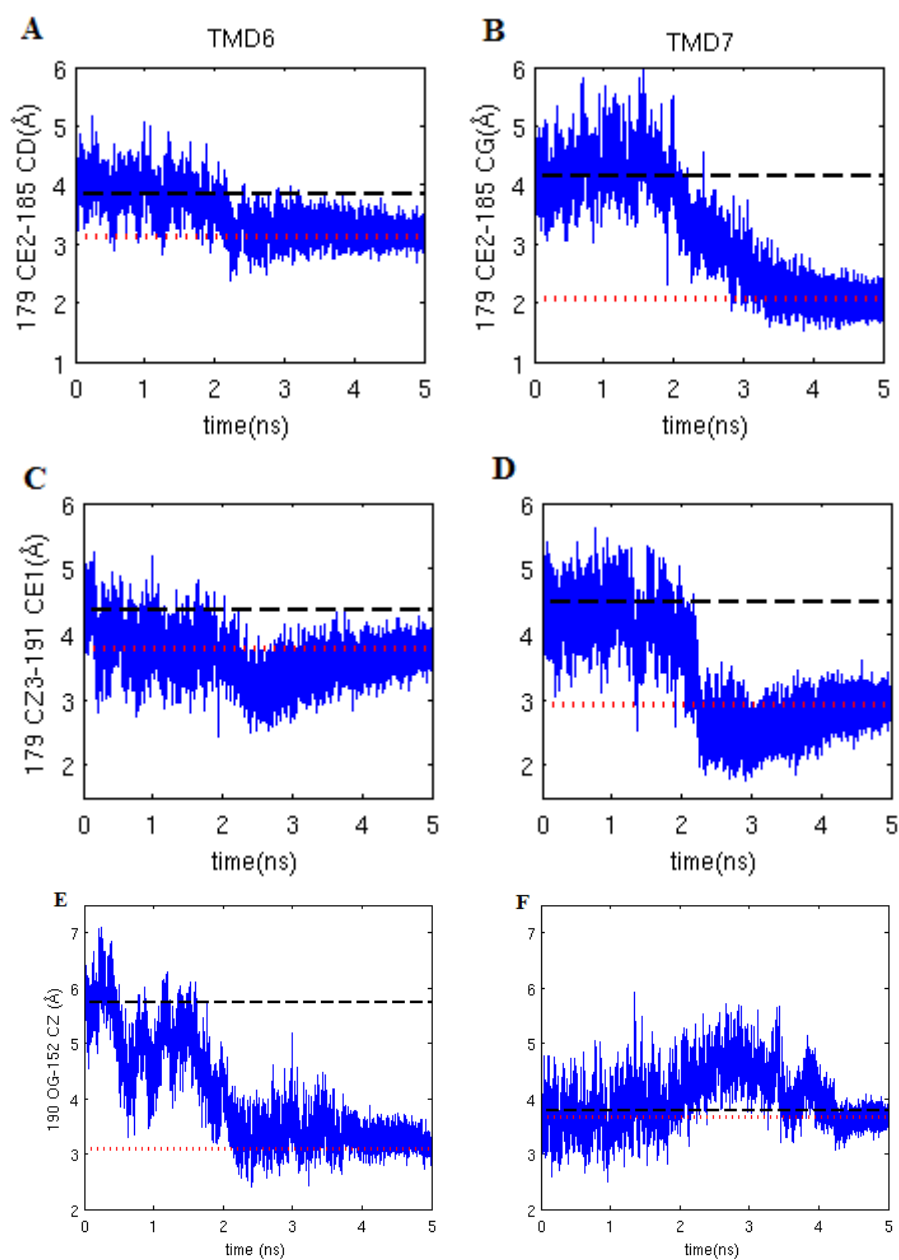 A
TMD6
B
TMD7
179 CE2-185 CD(Å)
6
5
4
3
2
1
0 1 2 3 4 5
time(ns)
179 CE2-185 CG(Å)
6
5
4
3
2
1
0 1 2 3 4 5
time(ns)
C
D
179 CZ3-191 CE1(Å)
6
5
4
3
2
0 1 2 3 4 5
time(ns)
6
5
4
3
2
0 1 2 3 4 5
time(ns)
E
F
190 OG-152 CZ (Å)
7
6
5
4
3
2
0 1 2 3 4 5
time (ns)
7
6
5
4
3
2
0 1 2 3 4 5
time(ns)